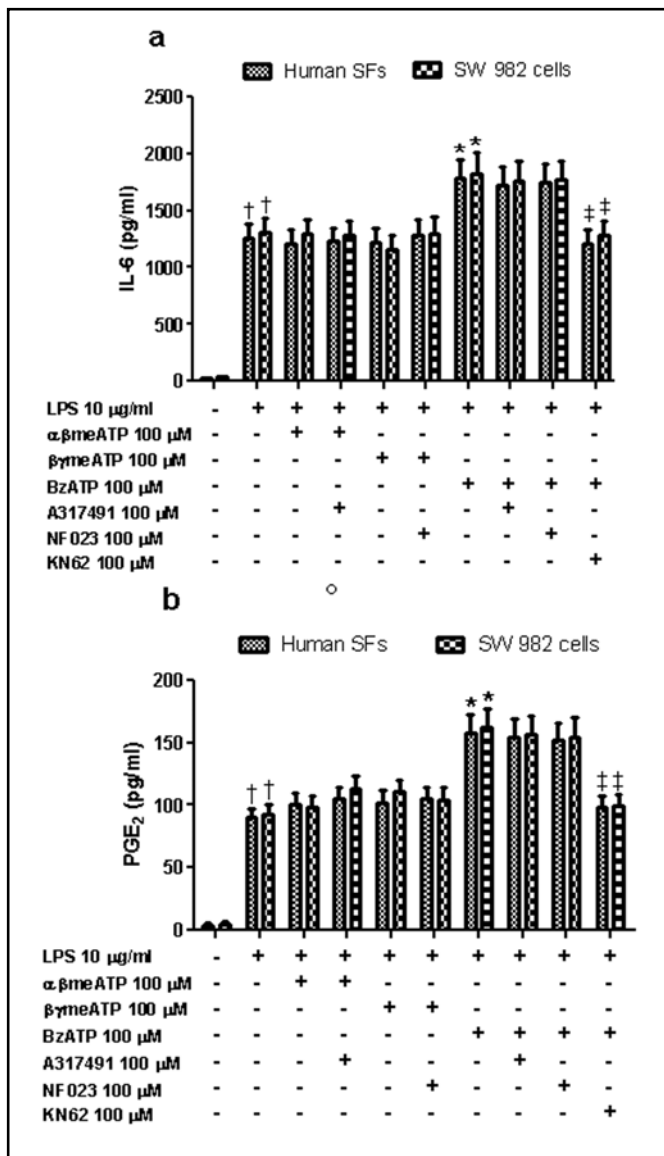 a
Human SFs SW 982 cells
2500
2000
1500
1000
500
0
IL-6 (pg/ml)
† †
* *
‡ ‡
LPS 10 µg/ml - + + + + + + + + +
αβmeATP 100 µM - - + + - - - - - -
βγmeATP 100 µM - - - - + + - - - -
BzATP 100 µM - - - - - - + + + +
A317491 100 µM - - - + - - - + - -
NF023 100 µM - - - - - + - - + -
KN62 100 µM - - - - - - - - - +
b
Human SFs SW 982 cells
200
150
100
50
0
PGE₂ (pg/ml)
† †
* *
‡ ‡
LPS 10 µg/ml - + + + + + + + + +
αβmeATP 100 µM - - + + - - - - - -
βγmeATP 100 µM - - - - + + - - - -
BzATP 100 µM - - - - - - + + + +
A317491 100 µM - - - + - - - + - -
NF023 100 µM - - - - - + - - + -
KN62 100 µM - - - - - - - - - +